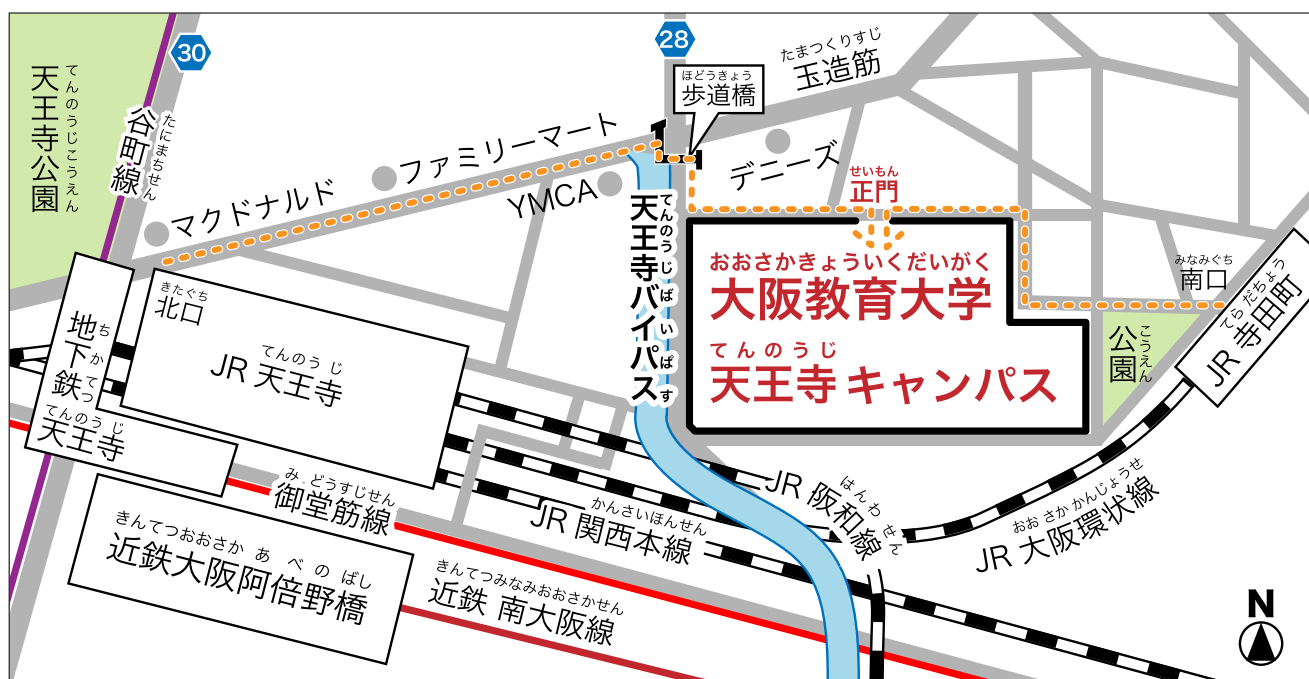 30
28
たまつくりすじ
玉造筋
ほどうきょう
歩道橋
てんのうじこうえん
天王寺公園
たにまちせん
谷町線
ファミリーマート
マクドナルド
YMCA
デニーズ
せいもん
正門
てんのうじばいぱす
天王寺バイパス
おおさかきょういくだいがく
大阪教育大学
てんのうじ
天王寺 キャンパス
みなみぐち
南口
てらだちょう
JR 寺田町
こうえん
公園
きたぐち
北口
てんのうじ
JR 天王寺
ちかてつ
地下鉄
てんのうじ
天王寺
みどうすじせん
御堂筋線
かんさいほんせん
JR 関西本線
はんわせん
JR 阪和線
おおさかかんじょうせ
JR 大阪環状線
きんてつおおさかあべのばし
近鉄大阪阿倍野橋
きんてつみなみおおさかせん
近鉄 南大阪線
N